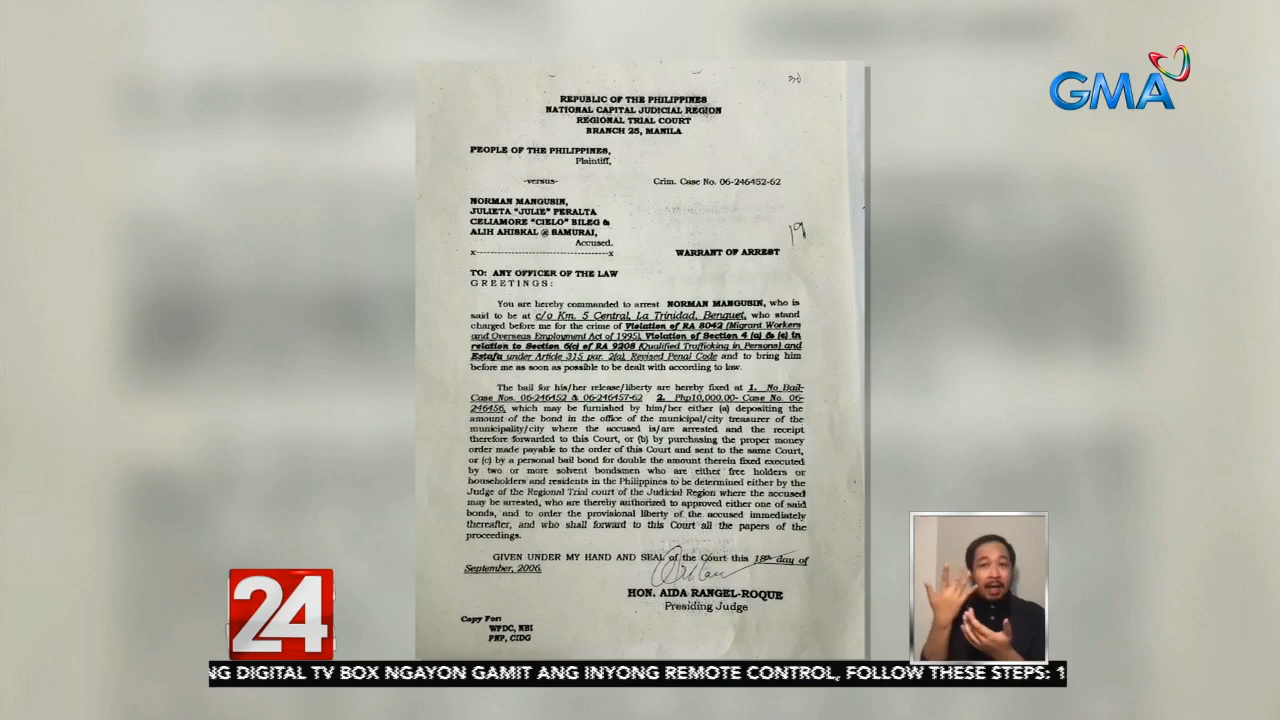 GMA
REPUBLIC OF THE PHILIPPINES
NATIONAL CAPITAL JUDICIAL REGION
REGIONAL TRIAL COURT
BRANCH 25, MANILA
PEOPLE OF THE PHILIPPINES,
Plaintiff,
-versus-
Crim. Case No. 06-246452-62
NORMAN MANGUSIN,
JULIETA "JULIE" PERALTA
CELIAMORE "CIELO" BILEG &
ALIH AHISKAL @ SAMURAI,
Accused.
x-----------------------------------x
19
WARRANT OF ARREST
TO: ANY OFFICER OF THE LAW
GREETINGS:
You are hereby commanded to arrest NORMAN MANGUSIN, who is
said to be at c/o Km. 5 Central, La Trinidad, Benguet, who stand
charged before me for the crime of Violation of RA 8042 (Migrant Workers
and Overseas Employment Act of 1995), Violation of Section 4 (a) & (e) in
relation to Section 6(c) of RA 9208 (Qualified Trafficking in Persons) and
Estafa under Article 315 par. 2(a), Revised Penal Code and to bring him
before me as soon as possible to be dealt with according to law.
The bail for his/her release/liberty are hereby fixed at 1. No Bail-
Case Nos. 06-246452 & 06-246457-62 2. Php10,000.00- Case No. 06-
246456, which may be furnished by him/her either (a) depositing the
amount of the bond in the office of the municipal/city treasurer of the
municipality/city where the accused is/are arrested and the receipt
therefore forwarded to this Court, or (b) by purchasing the proper money
order made payable to the order of this Court and sent to the same Court,
or (c) by a personal bail bond for double the amount therein fixed executed
by two or more solvent bondsmen who are either free holders or
householders and residents in the Philippines to be determined either by the
Judge of the Regional Trial court of the Judicial Region where the accused
may be arrested, who are thereby authorized to approved either one of said
bonds, and to order the provisional liberty of the accused immediately
thereafter, and who shall forward to this Court all the papers of the
proceedings.
GIVEN UNDER MY HAND AND SEAL of the Court this 18th day of
September, 2006.
HON. AIDA RANGEL-ROQUE
Presiding Judge
Copy For:
WPDC, NBI
PNP, CIDG
24
NG DIGITAL TV BOX NGAYON GAMIT ANG INYONG REMOTE CONTROL, FOLLOW THESE STEPS: 1